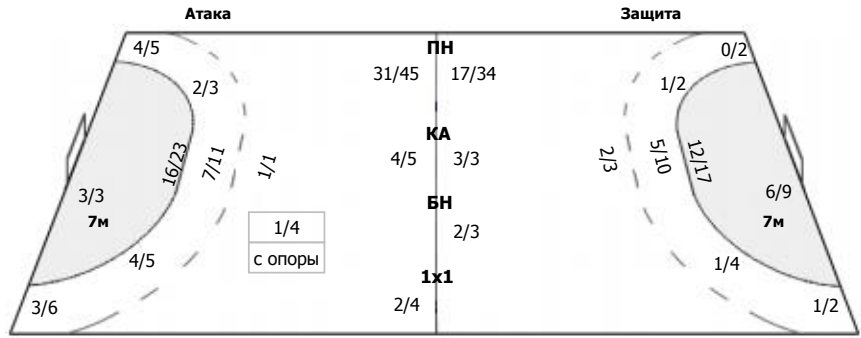 Атака
Защита
4/5
ПН
0/2
31/45
17/34
2/3
1/2
КА
16/23
7/11
1/1
4/5
3/3
2/3
5/10
12/17
3/3
6/9
7м
БН
7м
1/4
2/3
с опоры
4/5
1/4
1x1
3/6
2/4
1/2